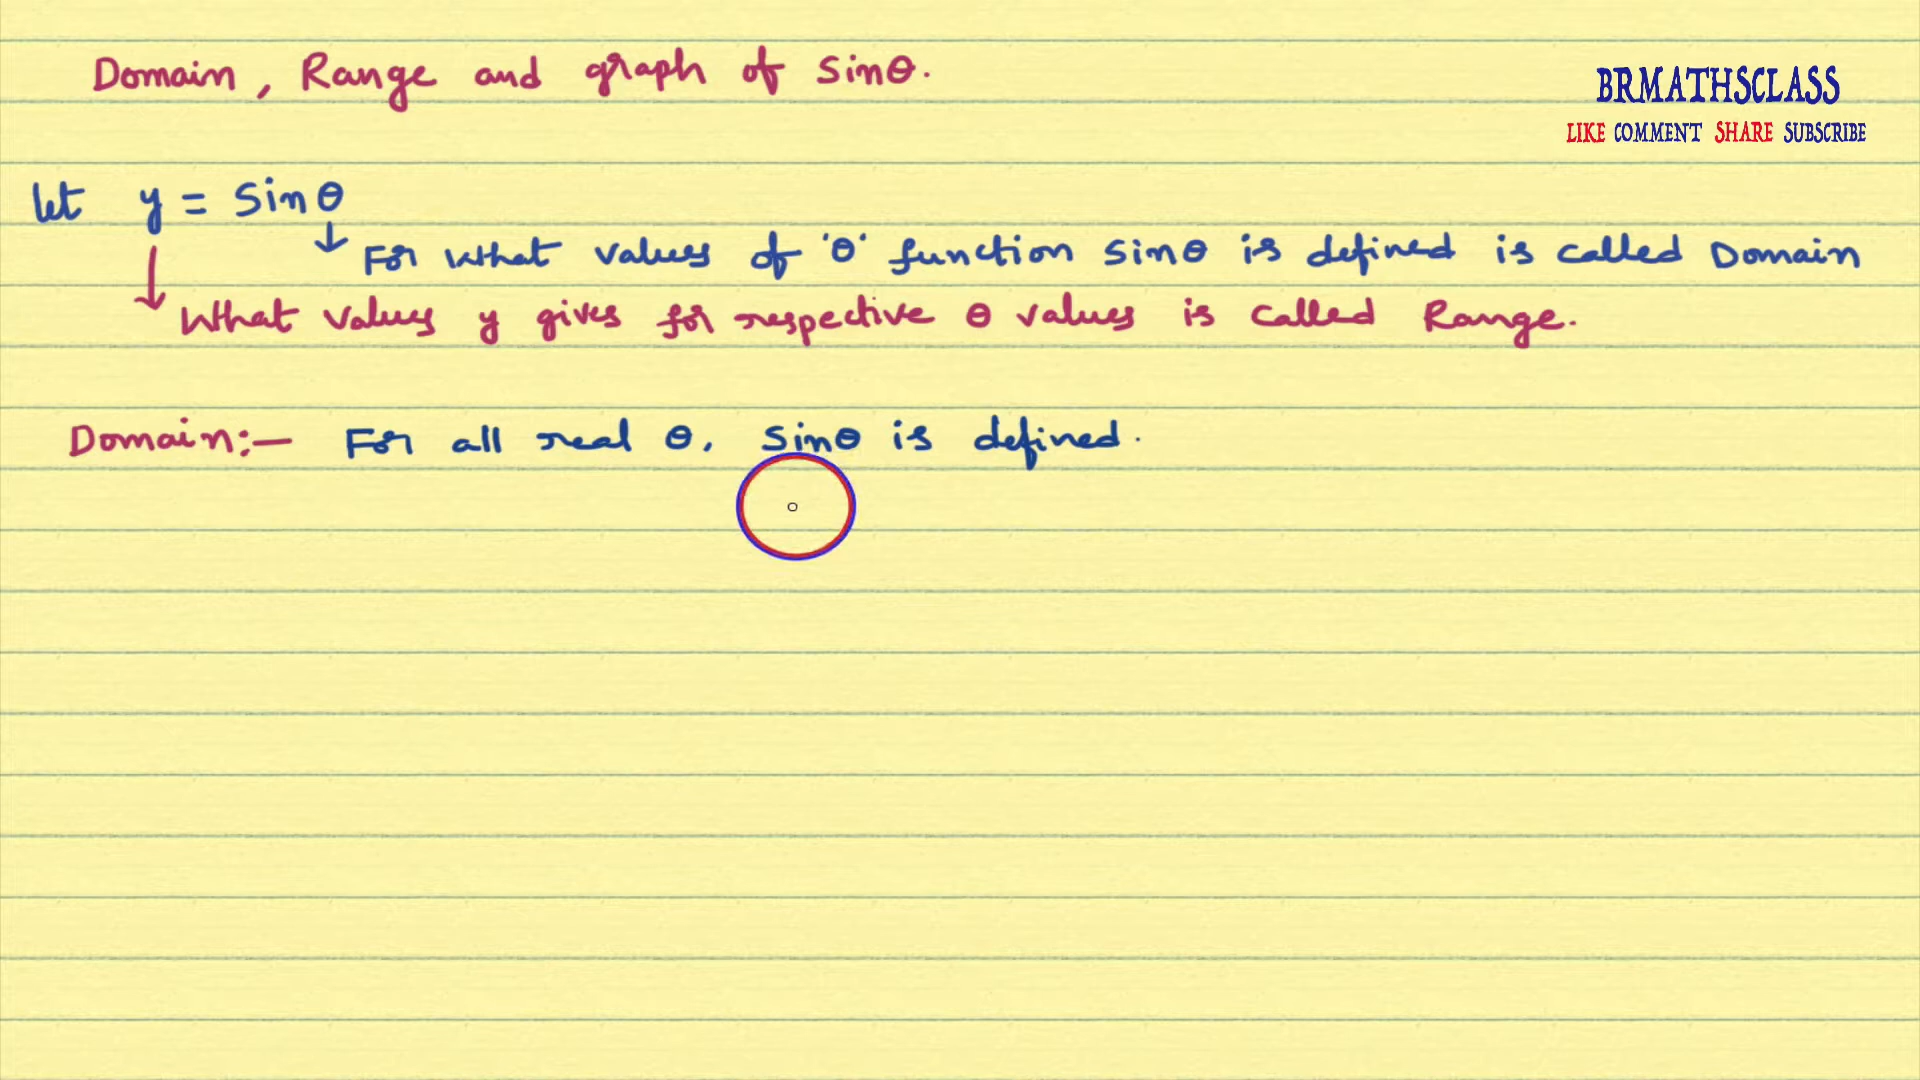 Domain, Range and graph of Sinθ.
BRMATHSCLASS
LIKE COMMENT SHARE SUBSCRIBE
let y = Sinθ
For what values of 'θ' function Sinθ is defined is called Domain
What values y gives for respective θ values is called Range.
Domain:— For all real θ, Sinθ is defined.